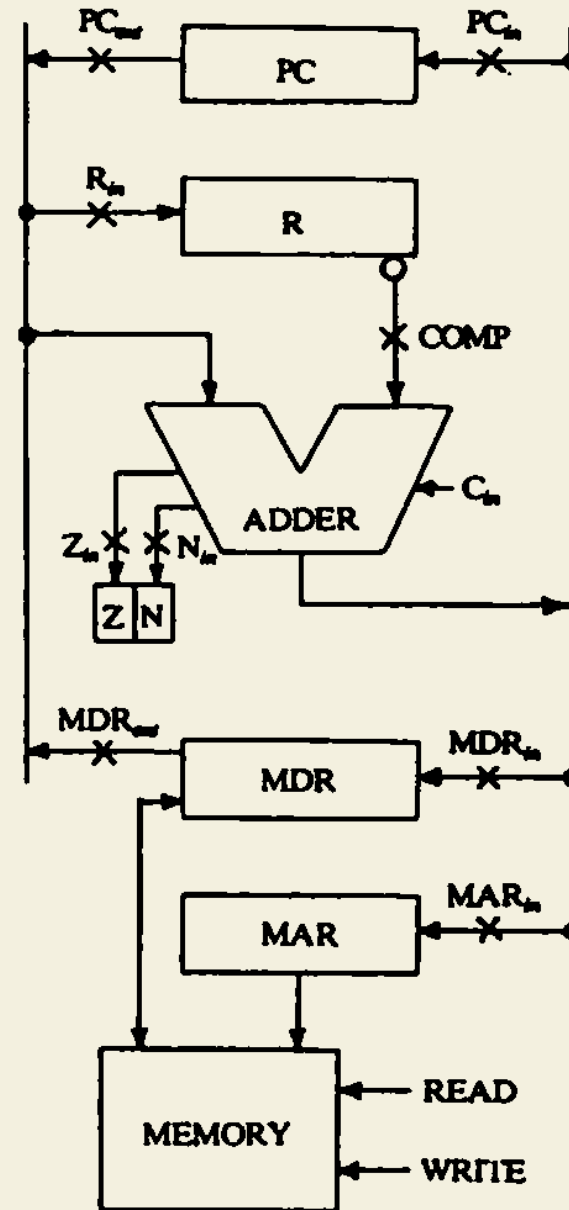 PC_out PC_in
PC
R_in
R
COMP
C_in
ADDER
Z_in N_in
Z N
MDR_out MDR_in
MDR
MAR_in
MAR
READ
MEMORY
WRITE